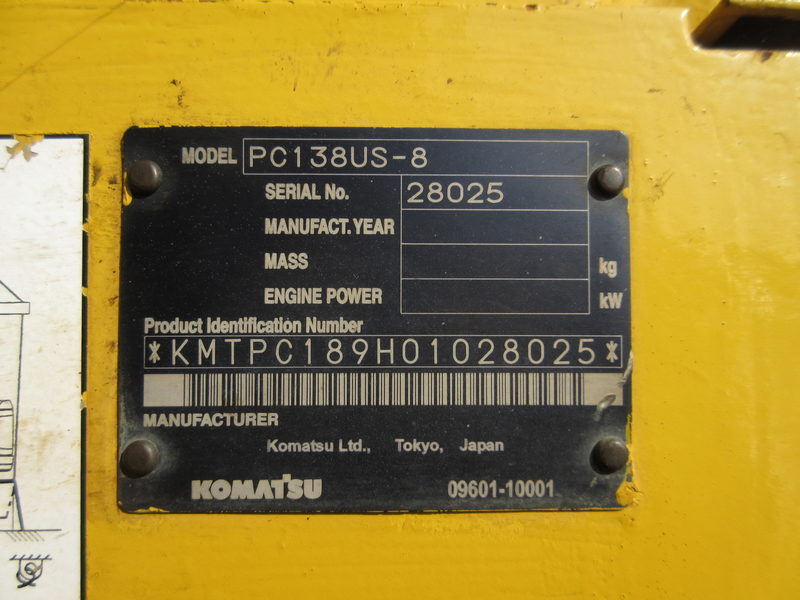 MODEL PC138US-8
SERIAL No. 28025
MANUFACT. YEAR
MASS kg
ENGINE POWER kW
Product Identification Number
*KMTPC189H01028025*
MANUFACTURER
Komatsu Ltd., Tokyo, Japan
KOMATSU 09601-10001